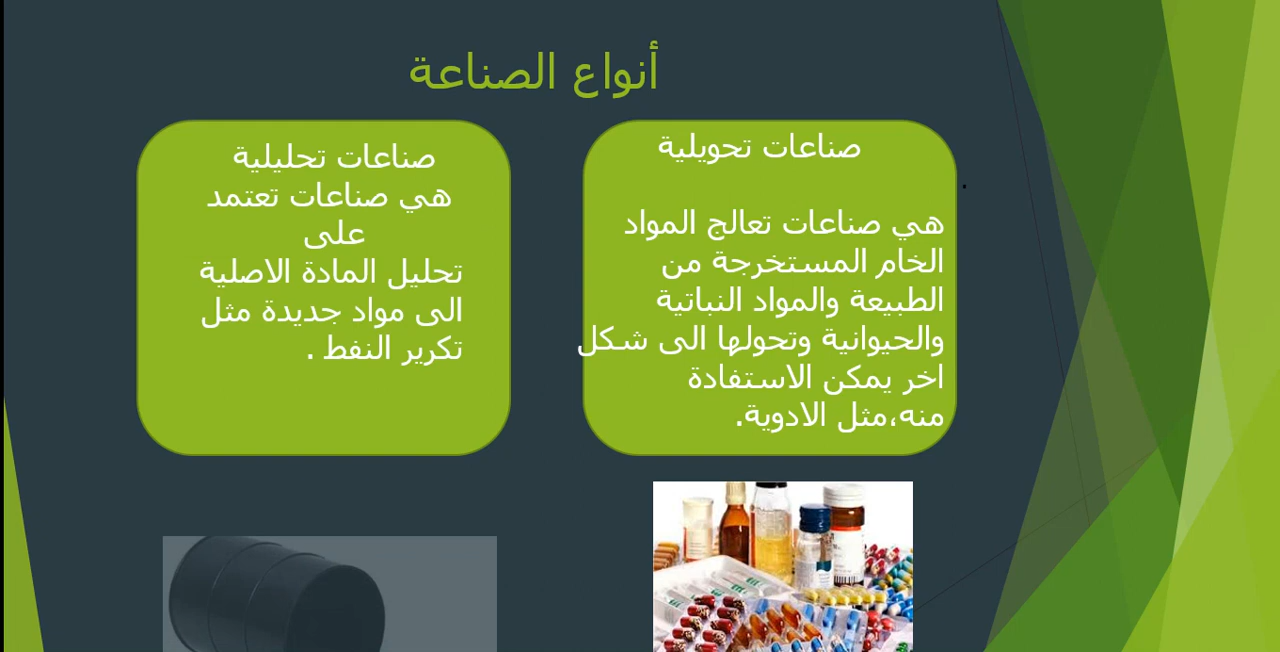 أنواع الصناعة
صناعات تحويلية
هي صناعات تعالج المواد
الخام المستخرجة من
الطبيعة والمواد النباتية
والحيوانية وتحولها الى شكل
اخر يمكن الاستفادة
منه،مثل الادوية.
صناعات تحليلية
هي صناعات تعتمد
على
تحليل المادة الاصلية
الى مواد جديدة مثل
تكرير النفط .